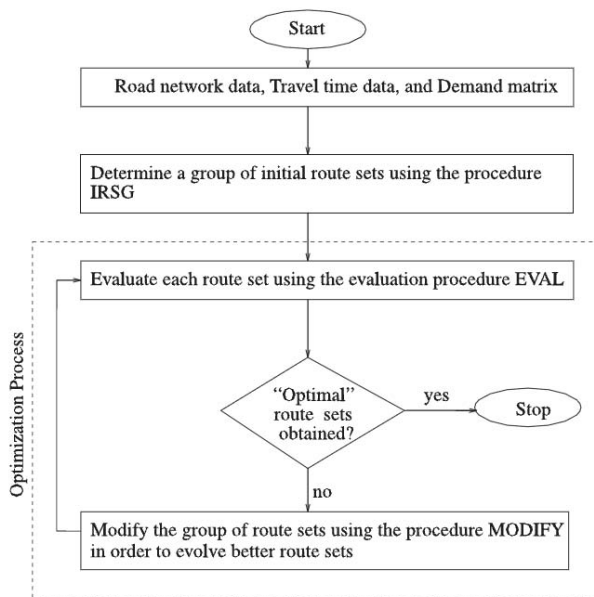 Start
Road network data, Travel time data, and Demand matrix
Determine a group of initial route sets using the procedure
IRSG
Evaluate each route set using the evaluation procedure EVAL
Optimization Process
“Optimal”
route sets
obtained?
yes
Stop
no
Modify the group of route sets using the procedure MODIFY
in order to evolve better route sets